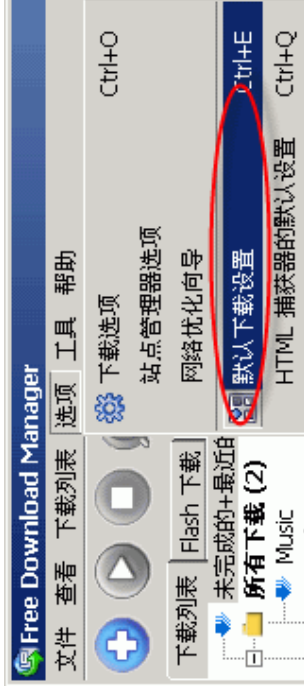 Free Download Manager
文件 查看 下载列表 选项 工具 帮助
下载选项 Ctrl+O
站点管理器选项
网络优化向导
默认下载设置 Ctrl+E
HTML 捕获器的默认设置 Ctrl+Q
下载列表 Flash 下载
未完成的+最近的
所有下载 (2)
Music